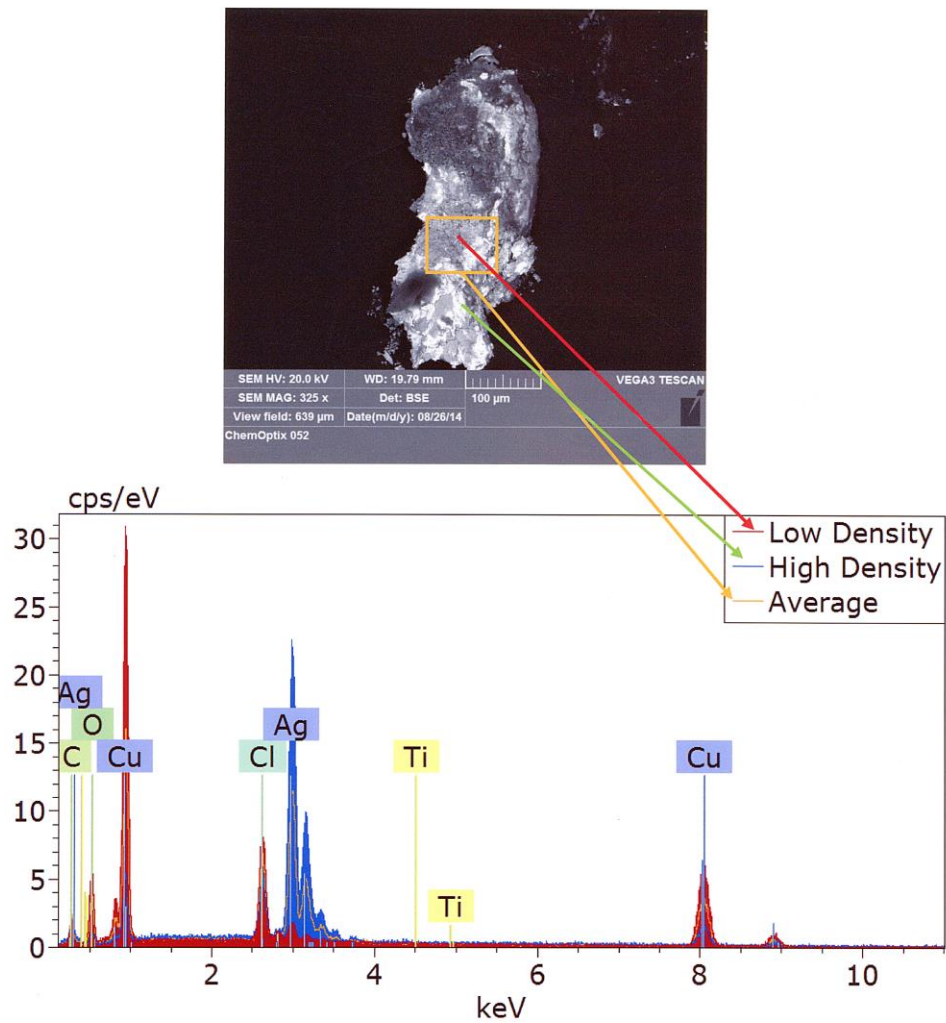 SEM HV: 20.0 kV WD: 19.79 mm VEGA3 TESCAN
SEM MAG: 325 x Det: BSE 100 µm
View field: 639 µm Date(m/d/y): 08/26/14
ChemOptix 052
cps/eV
Low Density
High Density
Average
30
25
20
15
10
5
0
Ag
O
C
Cu
Cl
Ag
Ti
Ti
Cu
2 4 6 8 10
keV